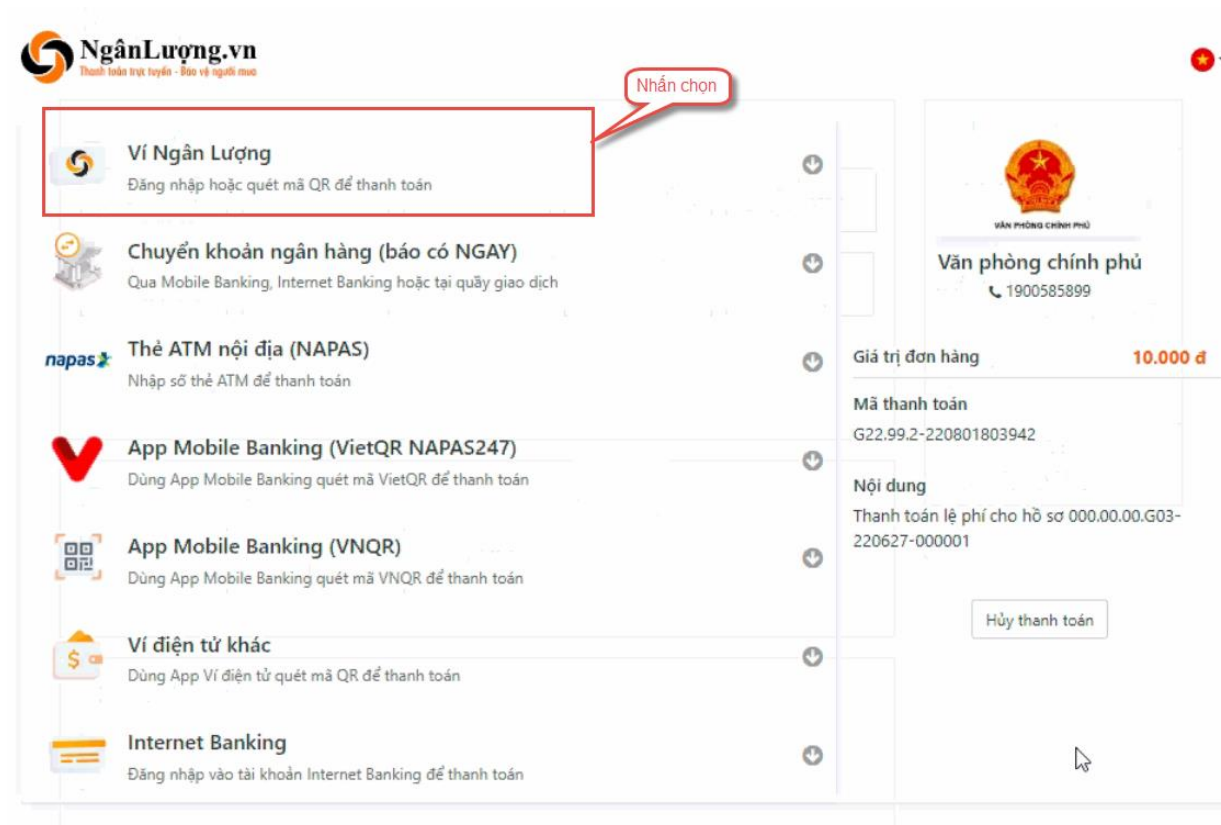 NgânLượng.vn
Thanh toán trực tuyến - Bảo vệ người mua
Nhấn chọn
Ví Ngân Lượng
Đăng nhập hoặc quét mã QR để thanh toán
Chuyển khoản ngân hàng (báo có NGAY)
Qua Mobile Banking, Internet Banking hoặc tại quầy giao dịch
napas
Thẻ ATM nội địa (NAPAS)
Nhập số thẻ ATM để thanh toán
App Mobile Banking (VietQR NAPAS247)
Dùng App Mobile Banking quét mã VietQR để thanh toán
App Mobile Banking (VNQR)
Dùng App Mobile Banking quét mã VNQR để thanh toán
Ví điện tử khác
Dùng App Ví điện tử quét mã QR để thanh toán
Internet Banking
Đăng nhập vào tài khoản Internet Banking để thanh toán
VĂN PHÒNG CHÍNH PHỦ
Văn phòng chính phủ
1900585899
Giá trị đơn hàng 10.000 đ
Mã thanh toán
G22.99.2-220801803942
Nội dung
Thanh toán lệ phí cho hồ sơ 000.00.00.G03-
220627-000001
Hủy thanh toán